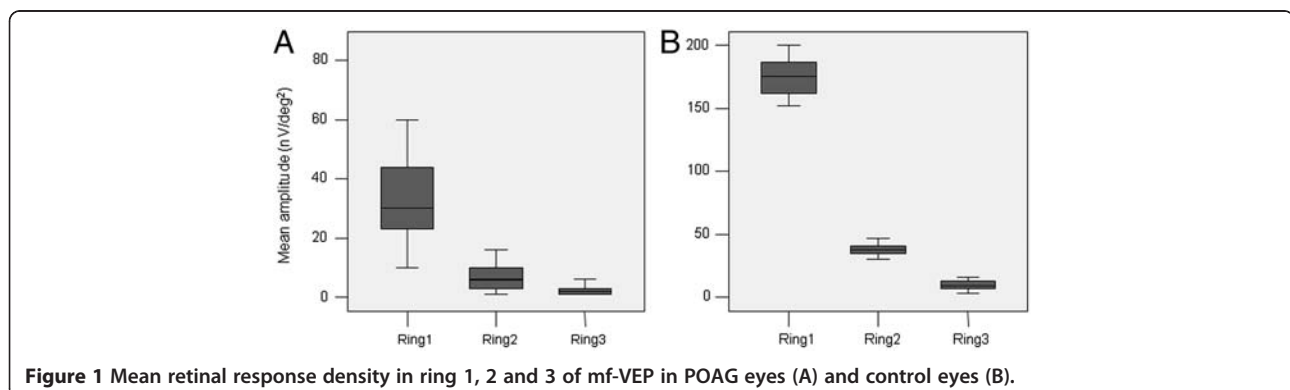 A
B
Mean amplitude (nV/deg²)
80
60
40
20
0
Ring1 Ring2 Ring3
200
150
100
50
0
Ring1 Ring2 Ring3
Figure 1 Mean retinal response density in ring 1, 2 and 3 of mf-VEP in POAG eyes (A) and control eyes (B).